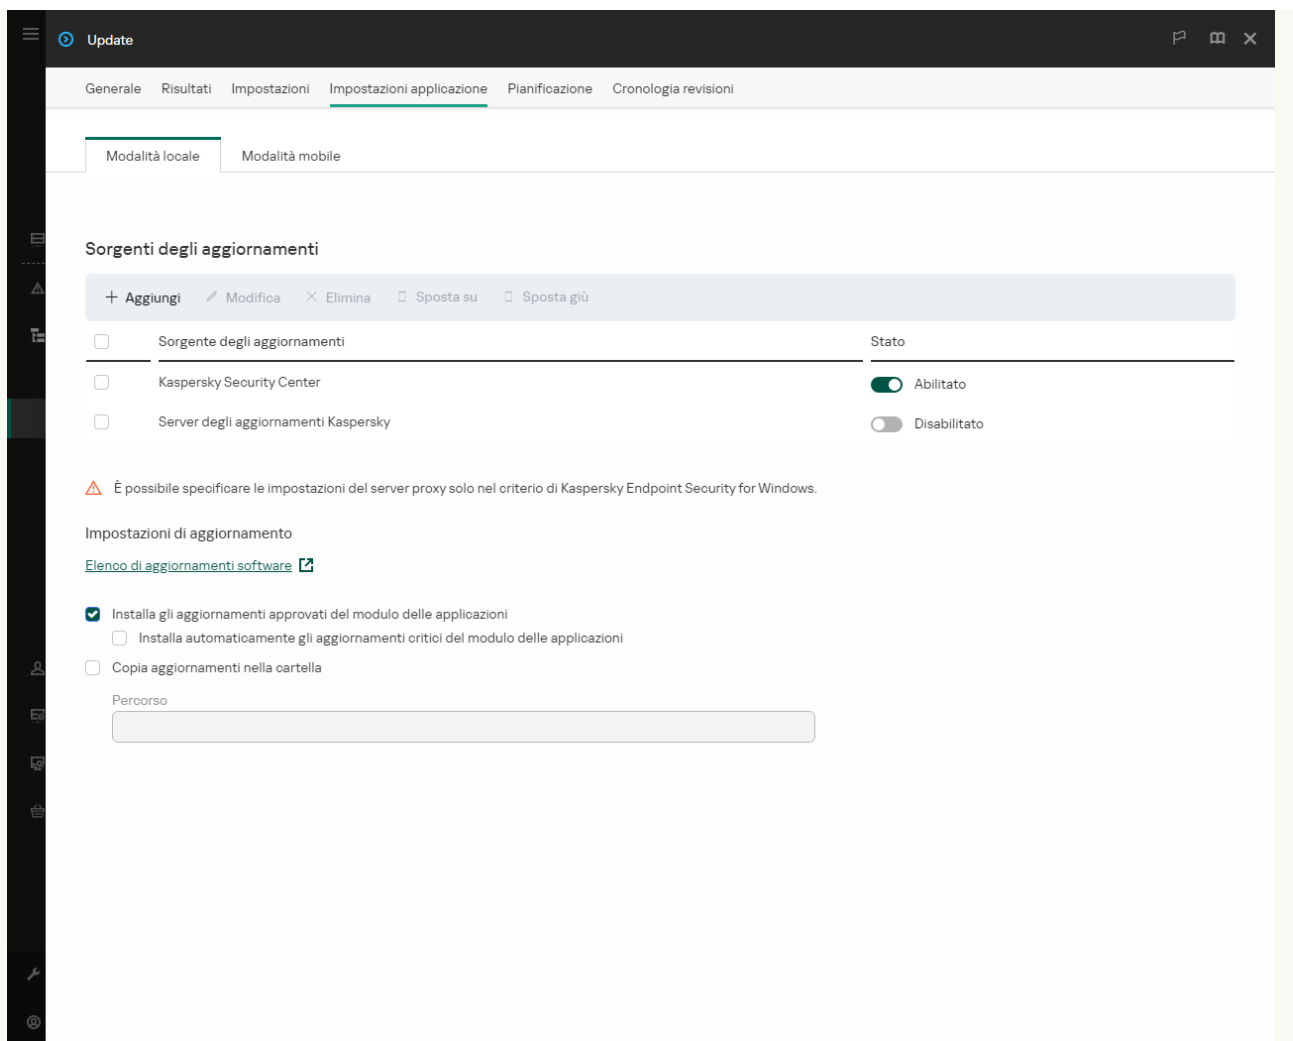 Update
Generale Risultati Impostazioni Impostazioni applicazione Pianificazione Cronologia revisioni
Modalità locale Modalità mobile
Sorgenti degli aggiornamenti
Aggiungi Modifica Elimina Sposta su Sposta giù
Sorgente degli aggiornamenti Stato
Kaspersky Security Center Abilitato
Server degli aggiornamenti Kaspersky Disabilitato
È possibile specificare le impostazioni del server proxy solo nel criterio di Kaspersky Endpoint Security for Windows.
Impostazioni di aggiornamento
Elenco di aggiornamenti software
Installa gli aggiornamenti approvati del modulo delle applicazioni
Installa automaticamente gli aggiornamenti critici del modulo delle applicazioni
Copia aggiornamenti nella cartella
Percorso